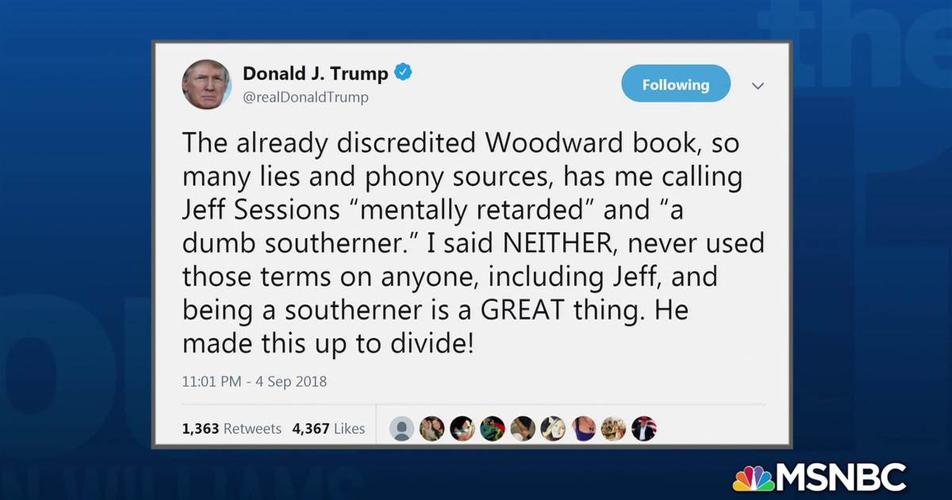 the
Donald J. Trump
@realDonaldTrump
Following
The already discredited Woodward book, so
many lies and phony sources, has me calling
Jeff Sessions “mentally retarded” and “a
dumb southerner.” I said NEITHER, never used
those terms on anyone, including Jeff, and
being a southerner is a GREAT thing. He
made this up to divide!
11:01 PM - 4 Sep 2018
1,363 Retweets 4,367 Likes
N WILLIAMS
MSNBC